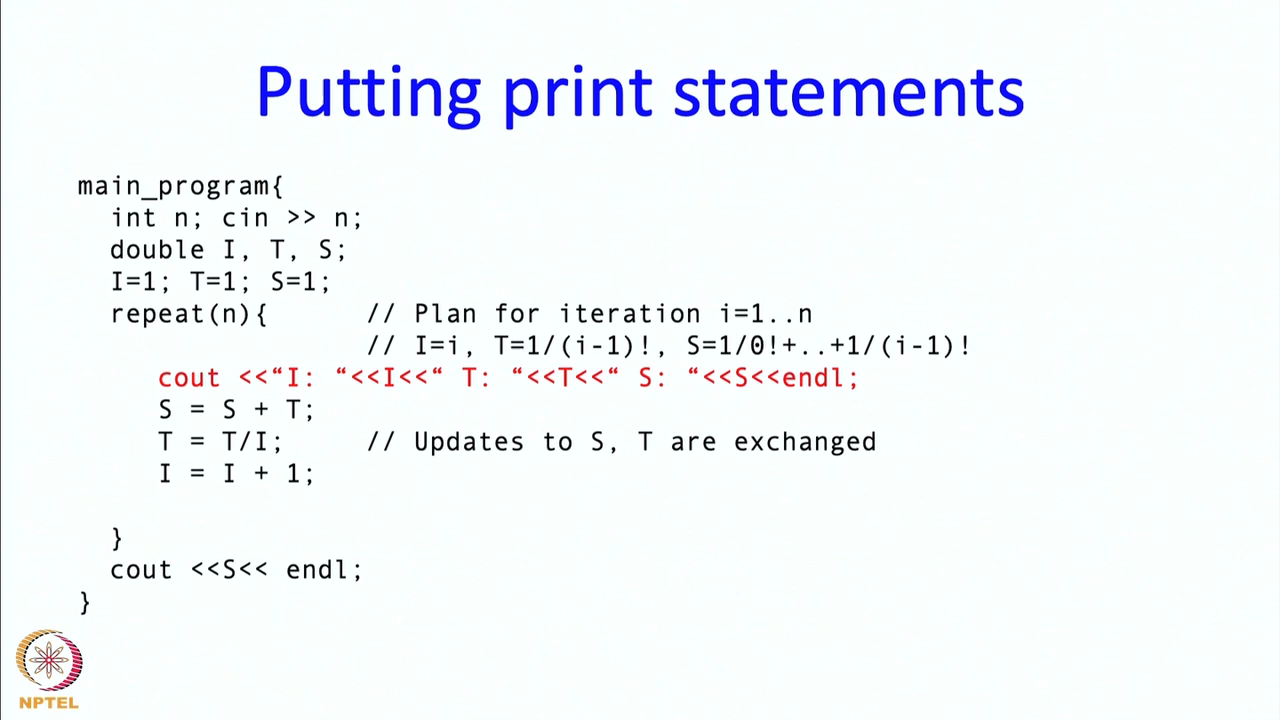 Putting print statements
main_program{
int n; cin >> n;
double I, T, S;
I=1; T=1; S=1;
repeat(n){ // Plan for iteration i=1..n
// I=i, T=1/(i-1)!, S=1/0!+..+1/(i-1)!
cout <<“I: “<<I<<“ T: “<<T<<“ S: “<<S<<endl;
S = S + T;
T = T/I; // Updates to S, T are exchanged
I = I + 1;
}
cout <<S<< endl;
}
NPTEL